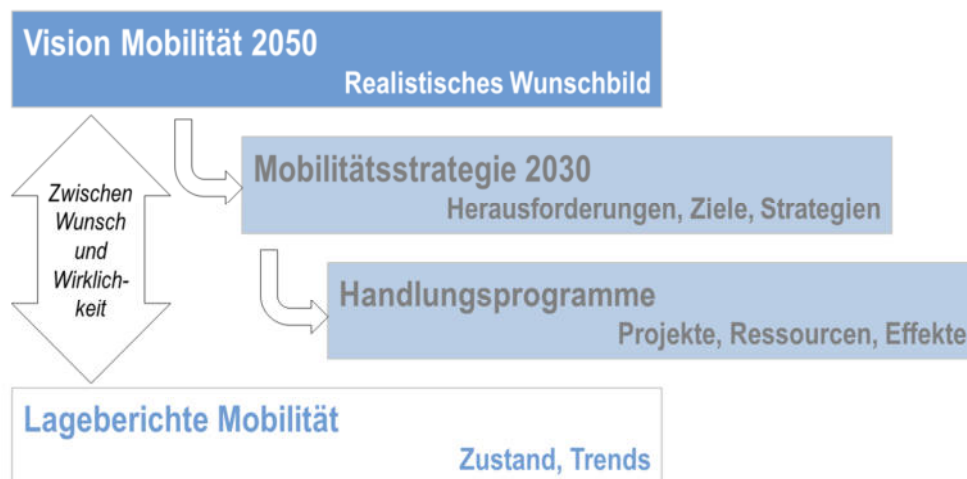 Vision Mobilität 2050
Realistisches Wunschbild
Zwischen
Wunsch
und
Wirklich-
keit
Mobilitätsstrategie 2030
Herausforderungen, Ziele, Strategien
Handlungsprogramme
Projekte, Ressourcen, Effekte
Lageberichte Mobilität
Zustand, Trends